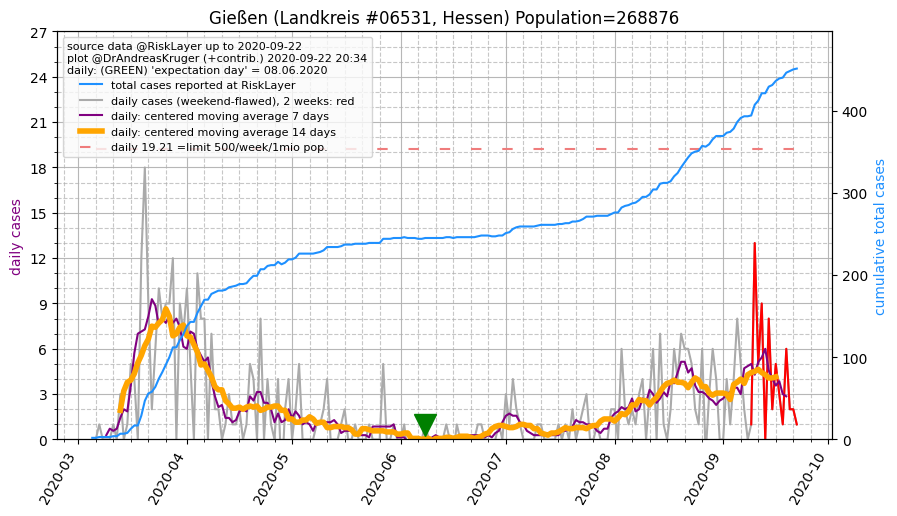 Gießen (Landkreis #06531, Hessen) Population=268876
source data @RiskLayer up to 2020-09-22
plot @DrAndreasKruger (+contrib.) 2020-09-22 20:34
daily: (GREEN) 'expectation day' = 08.06.2020
total cases reported at RiskLayer
daily cases (weekend-flawed), 2 weeks: red
daily: centered moving average 7 days
daily: centered moving average 14 days
daily 19.21 =limit 500/week/1mio pop.
daily cases
27
24
21
18
15
12
9
6
3
0
400
300
200
100
0
cumulative total cases
2020-03
2020-04
2020-05
2020-06
2020-07
2020-08
2020-09
2020-10